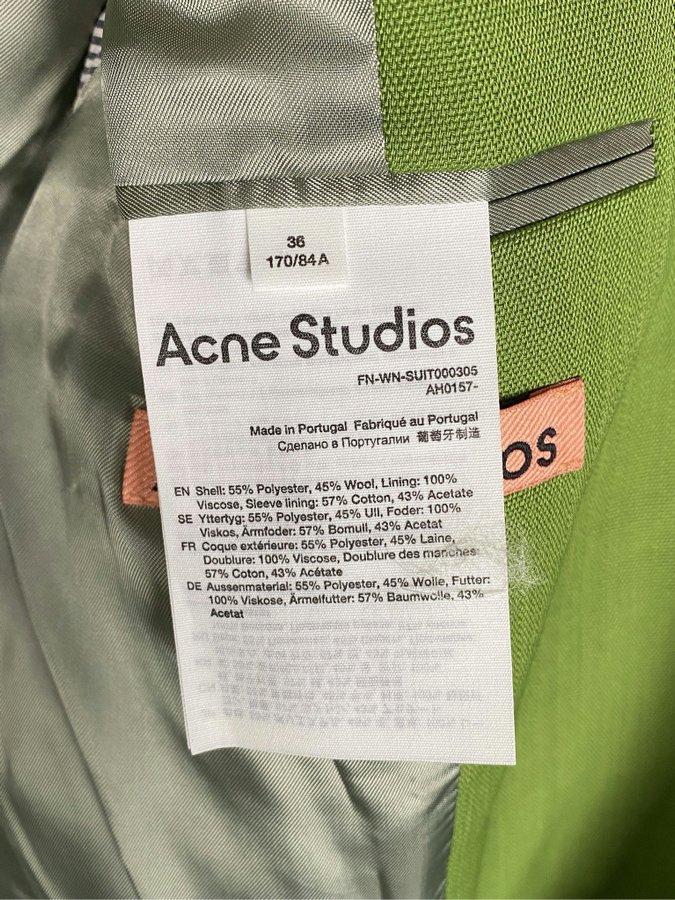 36
170/84A
Acne Studios
FN-WN-SUIT000305
AH0157-
Made in Portugal Fabriqué au Portugal
Сделано в Португалии 葡萄牙制造
OS
EN Shell: 55% Polyester, 45% Wool, Lining: 100%
Viscose, Sleeve lining: 57% Cotton, 43% Acetate
SE Yttertyg: 55% Polyester, 45% Ull, Foder: 100%
Viskos, Ärmfoder: 57% Bomull, 43% Acetat
FR Coque extérieure: 55% Polyester, 45% Laine,
Doublure: 100% Viscose, Doublure des manches:
57% Coton, 43% Acétate
DE Aussenmaterial: 55% Polyester, 45% Wolle, Futter:
100% Viskose, Ärmelfutter: 57% Baumwolle, 43%
Acetat